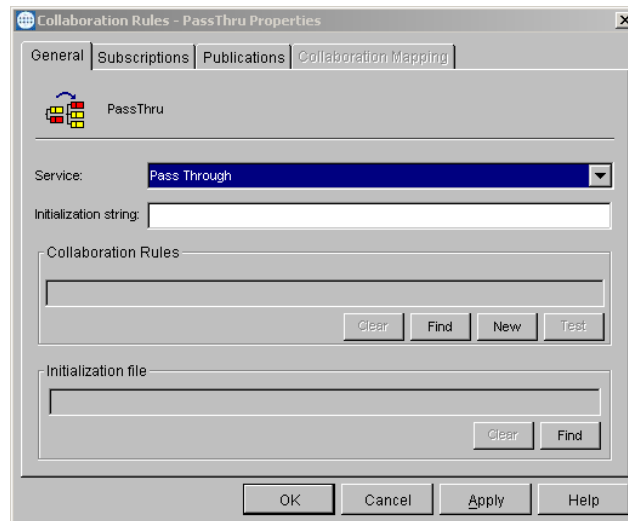 Collaboration Rules - PassThru Properties
General Subscriptions Publications Collaboration Mapping
PassThru
Service: Pass Through
Initialization string:
Collaboration Rules
Clear Find New Test
Initialization file
Clear Find
OK Cancel Apply Help